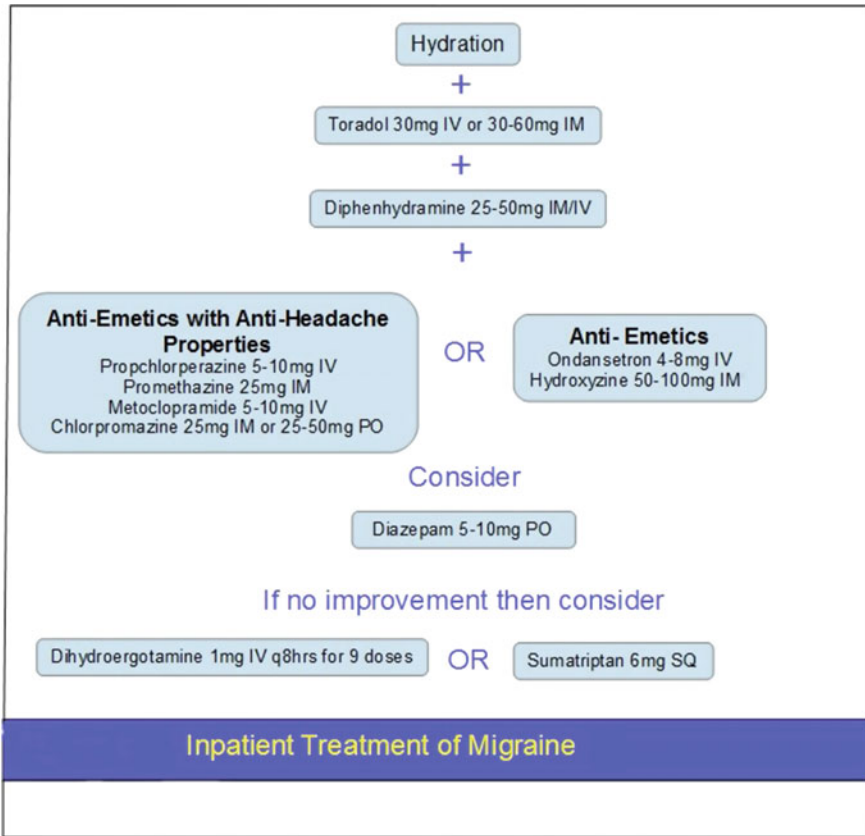 Hydration
+
Toradol 30mg IV or 30-60mg IM
+
Diphenhydramine 25-50mg IM/IV
+
Anti-Emetics with Anti-Headache
Properties
Propchlorperazine 5-10mg IV
Promethazine 25mg IM
Metoclopramide 5-10mg IV
Chlorpromazine 25mg IM or 25-50mg PO
OR
Anti- Emetics
Ondansetron 4-8mg IV
Hydroxyzine 50-100mg IM
Consider
Diazepam 5-10mg PO
If no improvement then consider
Dihydroergotamine 1mg IV q8hrs for 9 doses
OR
Sumatriptan 6mg SQ
Inpatient Treatment of Migraine